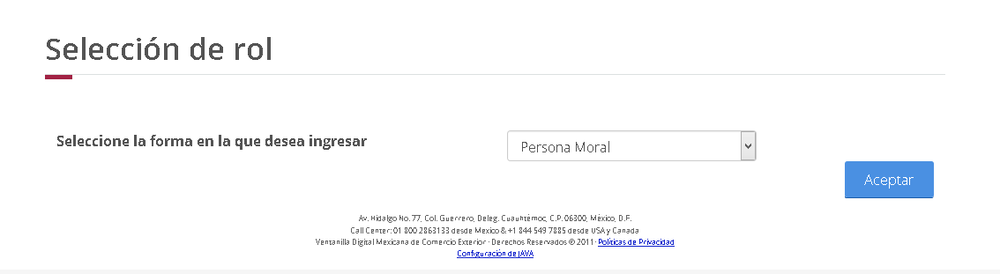 Selección de rol
Seleccione la forma en la que desea ingresar
Persona Moral
Aceptar
Av. Hidalgo No. 77, Col. Guerrero, Deleg. Cuauhtémoc, C.P. 06300, México, D.F.
Call Center: 01 800 2863133 desde Mexico & +1 844 549 7885 desde USA y Canada
Ventanilla Digital Mexicana de Comercio Exterior - Derechos Reservados © 2011- Políticas de Privacidad
Configuración de JAVA